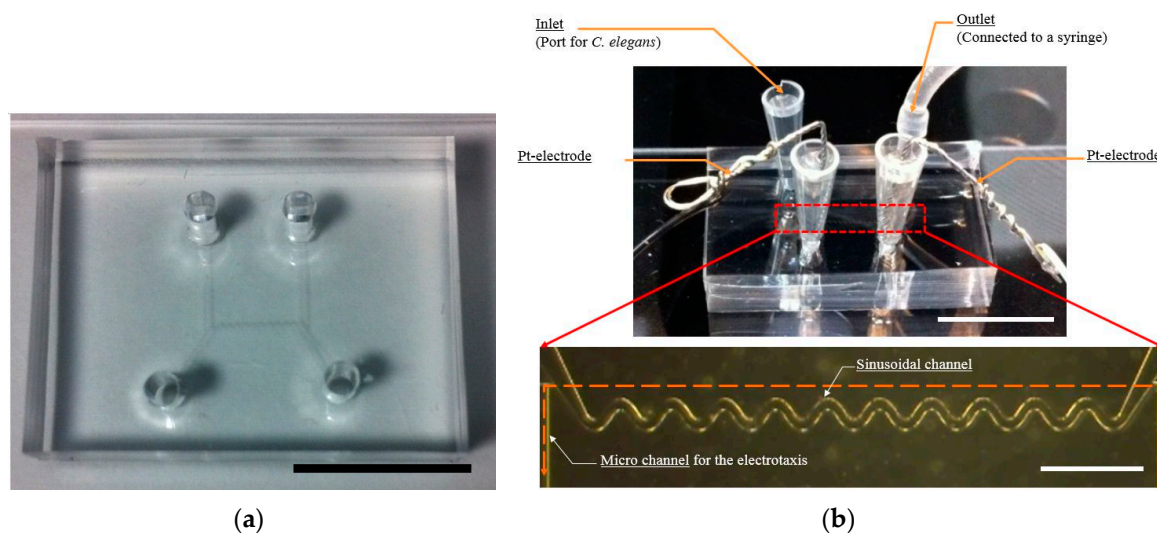 Inlet
(Port for C. elegans)
Outlet
(Connected to a syringe)
Pt-electrode
Pt-electrode
Sinusoidal channel
Micro channel for the electrotaxis
(a)
(b)